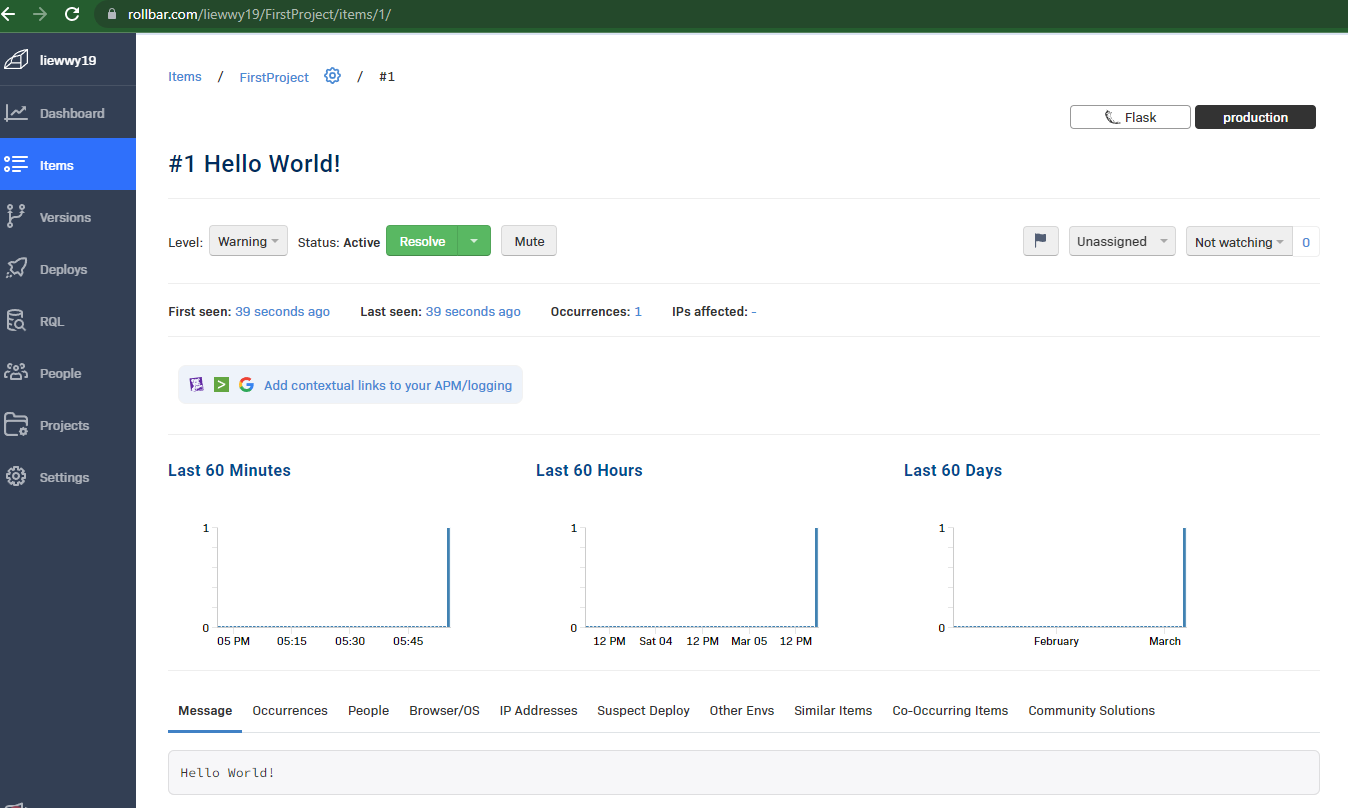 rollbar.com/liewwy19/FirstProject/items/1/
liewwy19
Dashboard
Items
Versions
Deploys
RQL
People
Projects
Settings
Items / FirstProject / #1
Flask production
#1 Hello World!
Level: Warning Status: Active Resolve Mute Unassigned Not watching 0
First seen: 39 seconds ago Last seen: 39 seconds ago Occurrences: 1 IPs affected: -
Add contextual links to your APM/logging
Last 60 Minutes Last 60 Hours Last 60 Days
1 1 1
0 0 0
05 PM 05:15 05:30 05:45 12 PM Sat 04 12 PM Mar 05 12 PM February March
Message Occurrences People Browser/OS IP Addresses Suspect Deploy Other Envs Similar Items Co-Occurring Items Community Solutions
Hello World!